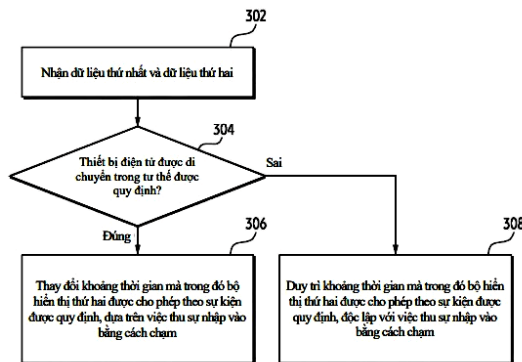 302
Nhận dữ liệu thứ nhất và dữ liệu thứ hai
304
Thiết bị điện tử được di
chuyển trong tư thế được
quy định?
Sai
Đúng
306
Thay đổi khoảng thời gian mà trong đó bộ
hiển thị thứ hai được cho phép theo sự kiện
được quy định, dựa trên việc thu sự nhập vào
bằng cách chạm
308
Duy trì khoảng thời gian mà trong đó bộ hiển
thị thứ hai được cho phép theo sự kiện được
quy định, độc lập với việc thu sự nhập vào
bằng cách chạm